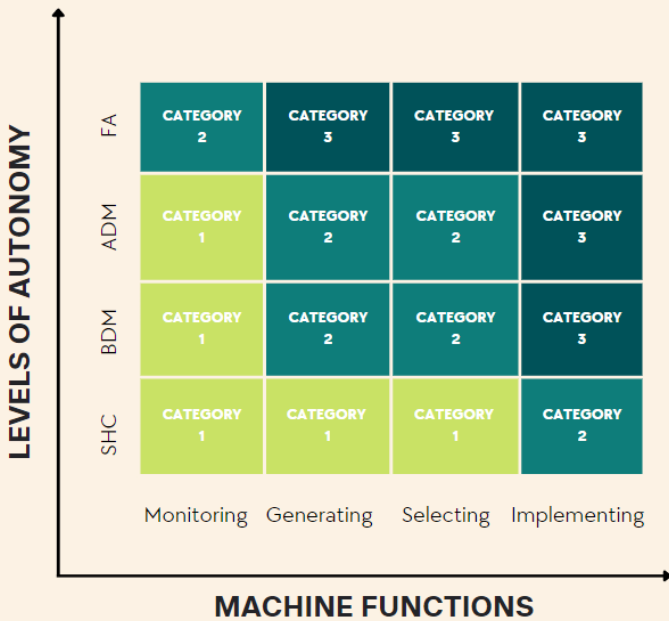 LEVELS OF AUTONOMY
FA
CATEGORY
2
CATEGORY
3
CATEGORY
3
CATEGORY
3
ADM
CATEGORY
1
CATEGORY
2
CATEGORY
2
CATEGORY
3
BDM
CATEGORY
1
CATEGORY
2
CATEGORY
2
CATEGORY
3
SHC
CATEGORY
1
CATEGORY
1
CATEGORY
1
CATEGORY
2
Monitoring Generating Selecting Implementing
MACHINE FUNCTIONS